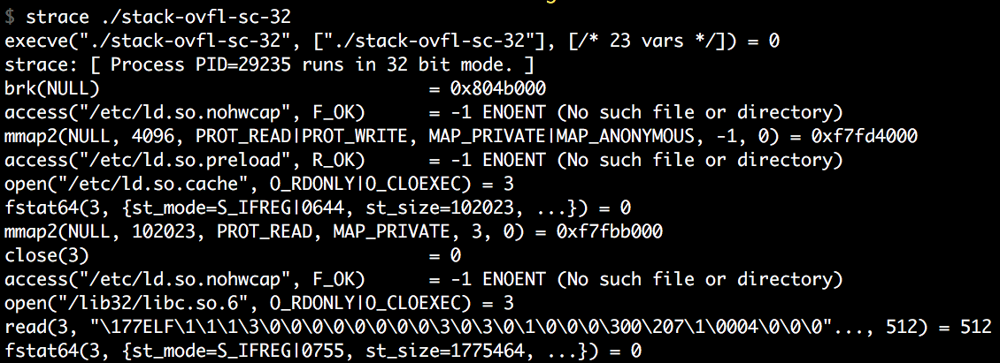 $ strace ./stack-ovfl-sc-32
execve("./stack-ovfl-sc-32", ["./stack-ovfl-sc-32"], [/* 23 vars */]) = 0
strace: [ Process PID=29235 runs in 32 bit mode. ]
brk(NULL)                               = 0x804b000
access("/etc/ld.so.nohwcap", F_OK)      = -1 ENOENT (No such file or directory)
mmap2(NULL, 4096, PROT_READ|PROT_WRITE, MAP_PRIVATE|MAP_ANONYMOUS, -1, 0) = 0xf7fd4000
access("/etc/ld.so.preload", R_OK)      = -1 ENOENT (No such file or directory)
open("/etc/ld.so.cache", O_RDONLY|O_CLOEXEC) = 3
fstat64(3, {st_mode=S_IFREG|0644, st_size=102023, ...}) = 0
mmap2(NULL, 102023, PROT_READ, MAP_PRIVATE, 3, 0) = 0xf7fbb000
close(3)                                = 0
access("/etc/ld.so.nohwcap", F_OK)      = -1 ENOENT (No such file or directory)
open("/lib32/libc.so.6", O_RDONLY|O_CLOEXEC) = 3
read(3, "\177ELF\1\1\1\3\0\0\0\0\0\0\0\0\3\0\3\0\1\0\0\0\300\207\1\0004\0\0\0"..., 512) = 512
fstat64(3, {st_mode=S_IFREG|0755, st_size=1775464, ...}) = 0